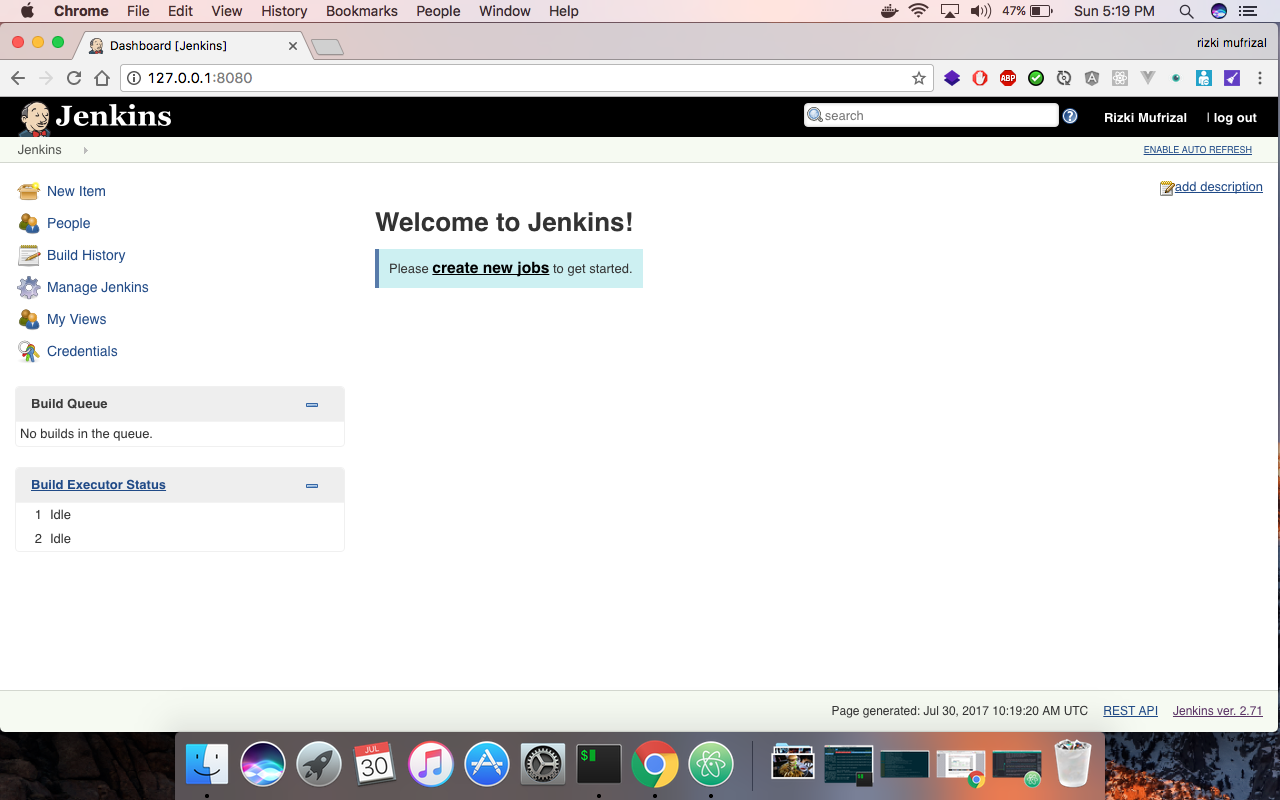 Chrome File Edit View History Bookmarks People Window Help 47% Sun 5:19 PM
Dashboard [Jenkins] rizki mufrizal
127.0.0.1:8080 ABP
Jenkins search Rizki Mufrizal | log out
Jenkins ENABLE AUTO REFRESH
add description
New Item
People
Build History
Manage Jenkins
My Views
Credentials
Welcome to Jenkins!
Please create new jobs to get started.
Build Queue
No builds in the queue.
Build Executor Status
1 Idle
2 Idle
Page generated: Jul 30, 2017 10:19:20 AM UTC REST API Jenkins ver. 2.71
JUL
30
$